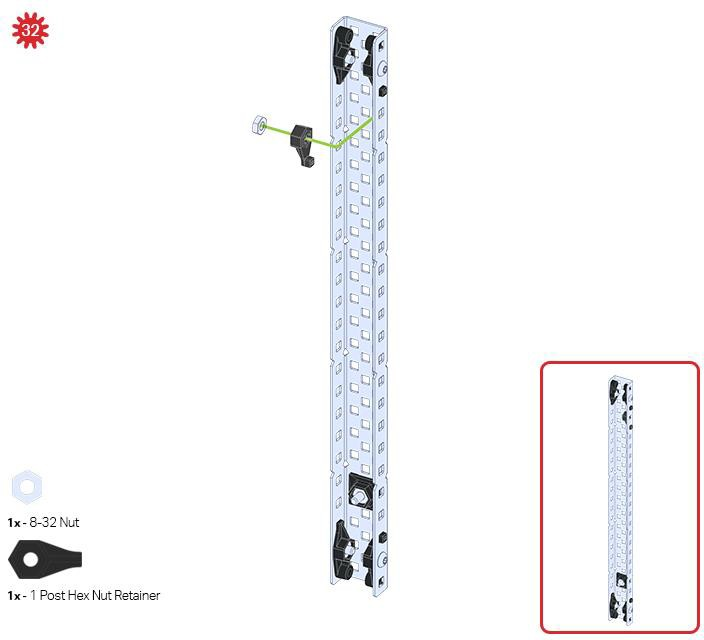 32
1x - 8-32 Nut
1x - 1 Post Hex Nut Retainer